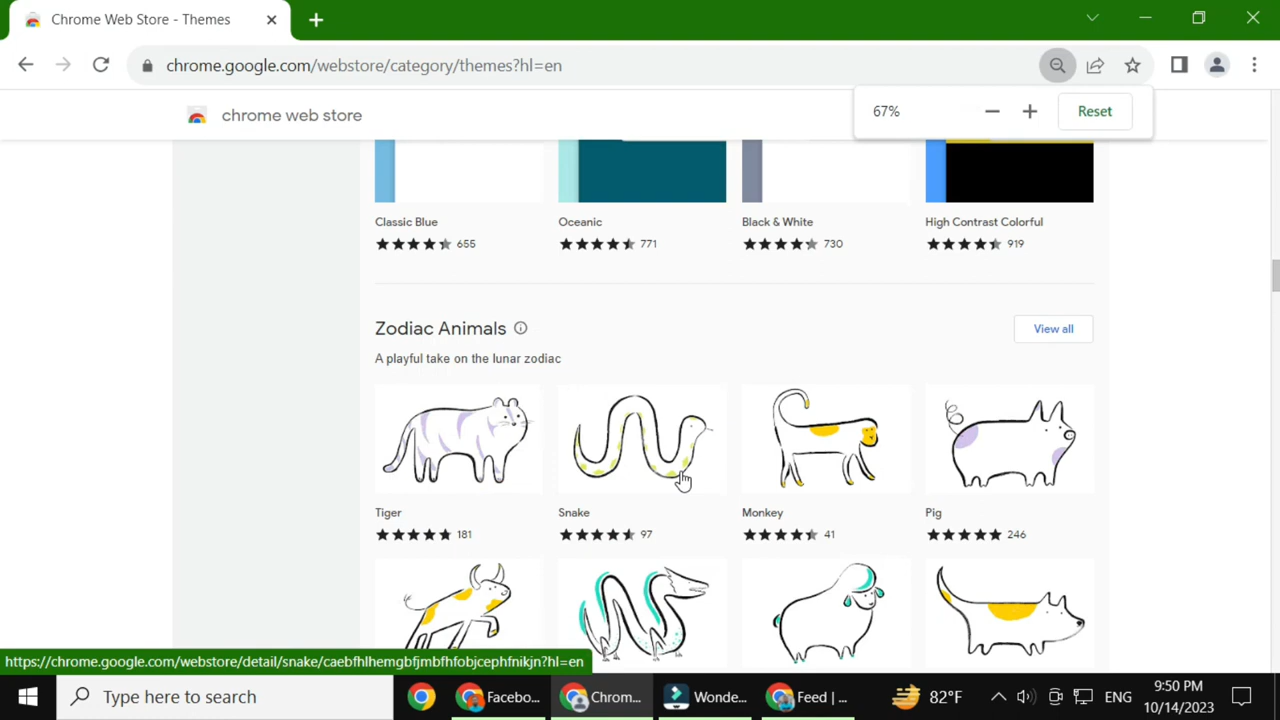 Chrome Web Store - Themes
chrome.google.com/webstore/category/themes?hl=en
chrome web store
67%
Reset
Classic Blue
Oceanic
Black & White
High Contrast Colorful
655
771
730
919
Zodiac Animals
View all
A playful take on the lunar zodiac
Tiger
Snake
Monkey
Pig
181
97
41
246
https://chrome.google.com/webstore/detail/snake/caebfhlhemgbfjmbfhfobjcephfnikjn?hl=en
Type here to search
Facebo...
Chrom...
Wonde...
Feed | ...
82°F
ENG
9:50 PM
10/14/2023